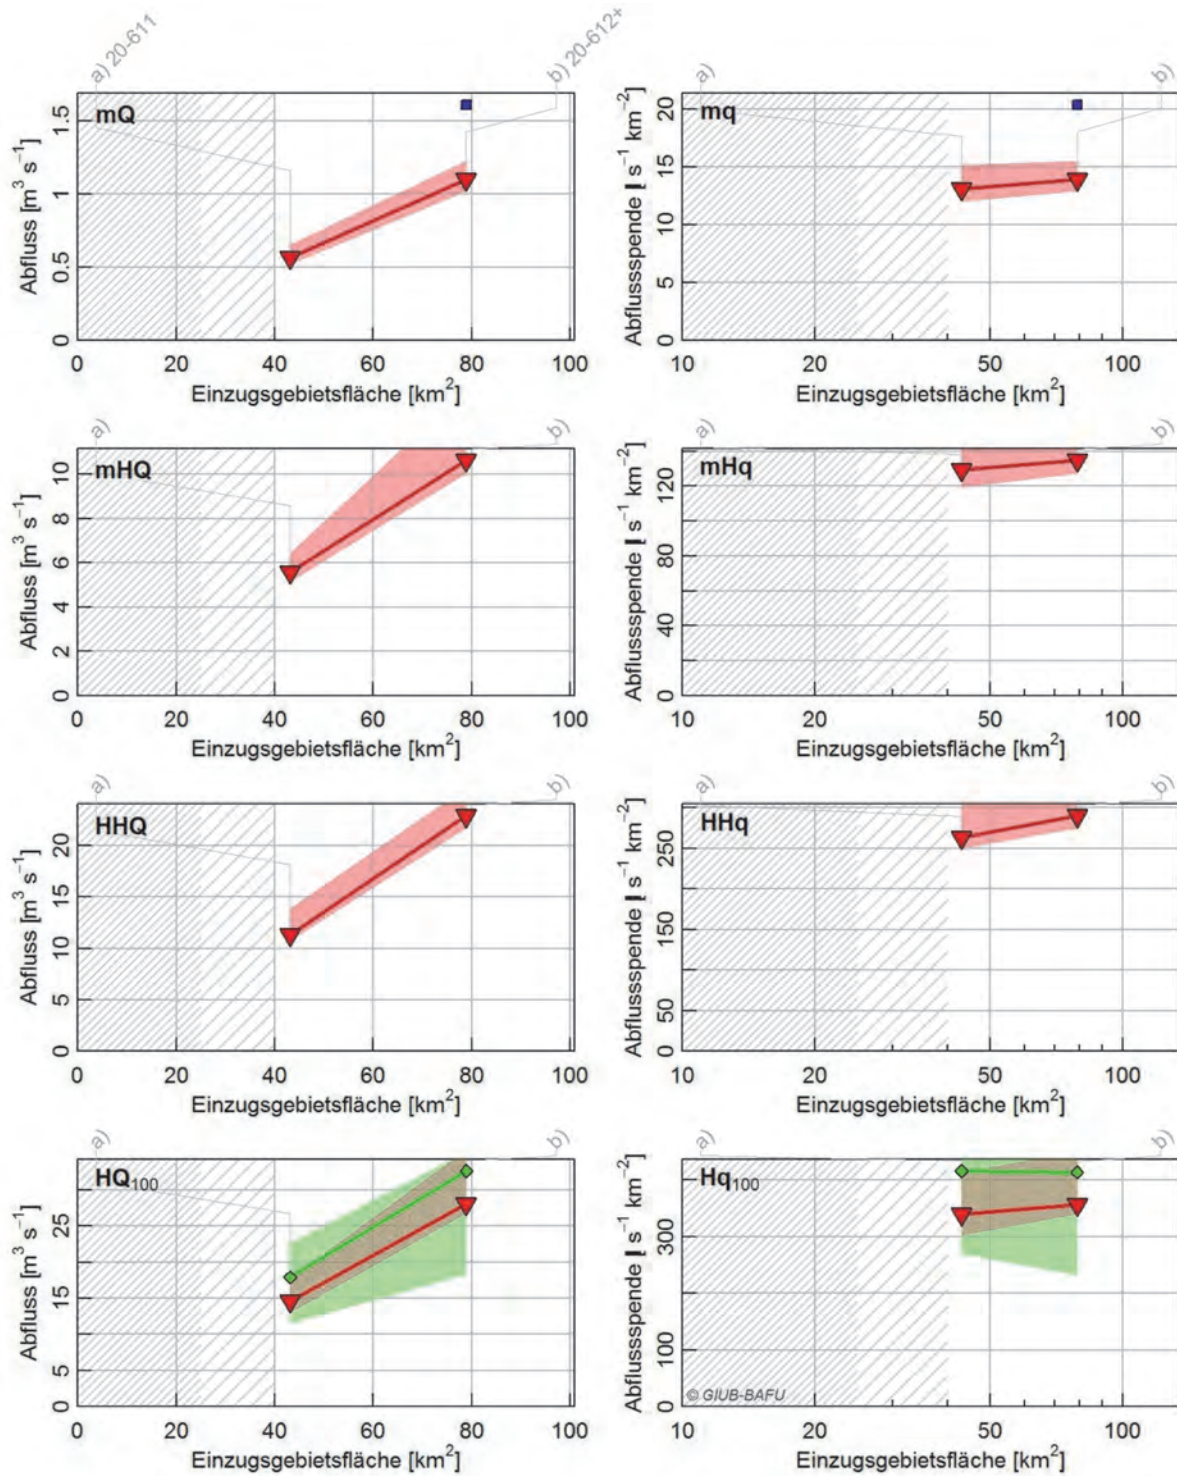 a) 20-611
b) 20-612+
a)
b)
mQ
Abfluss [m³ s⁻¹]
0 0.5 1 1.5
0 20 40 60 80 100
Einzugsgebietsfläche [km²]
mq
Abflussspende [l s⁻¹ km⁻²]
0 5 10 15 20
10 20 50 100
Einzugsgebietsfläche [km²]
a)
b)
a)
b)
mHQ
Abfluss [m³ s⁻¹]
0 2 4 6 8 10
0 20 40 60 80 100
Einzugsgebietsfläche [km²]
mHq
Abflussspende [l s⁻¹ km⁻²]
0 40 80 120
10 20 50 100
Einzugsgebietsfläche [km²]
a)
b)
a)
b)
HHQ
Abfluss [m³ s⁻¹]
0 5 10 15 20
0 20 40 60 80 100
Einzugsgebietsfläche [km²]
HHq
Abflussspende [l s⁻¹ km⁻²]
0 50 150 250
10 20 50 100
Einzugsgebietsfläche [km²]
a)
b)
a)
b)
HQ₁₀₀
Abfluss [m³ s⁻¹]
0 5 15 25
0 20 40 60 80 100
Einzugsgebietsfläche [km²]
Hq₁₀₀
Abflussspende [l s⁻¹ km⁻²]
0 100 300
© GIUB-BAFU
10 20 50 100
Einzugsgebietsfläche [km²]